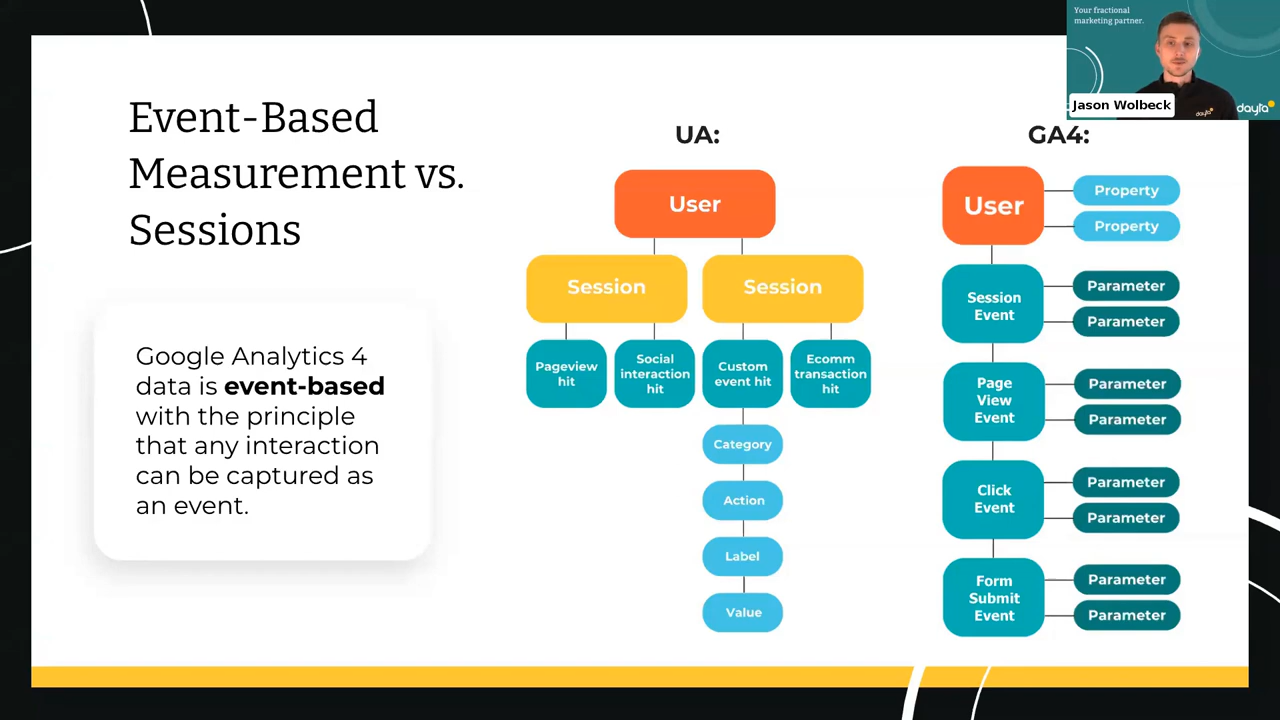 Your fractional
marketing partner.
Jason Wolbeck
dayta
dayta
Event-Based
Measurement vs.
Sessions
Google Analytics 4
data is event-based
with the principle
that any interaction
can be captured as
an event.
UA:
User
Session
Session
Pageview
hit
Social
interaction
hit
Custom
event hit
Ecomm
transaction
hit
Category
Action
Label
Value
GA4:
User
Property
Property
Session
Event
Parameter
Parameter
Page
View
Event
Parameter
Parameter
Click
Event
Parameter
Parameter
Form
Submit
Event
Parameter
Parameter